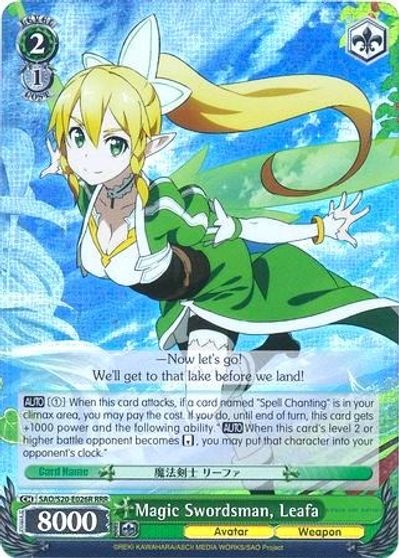 LEVEL
2
1
COST
—Now let's go!
We'll get to that lake before we land!
AUTO [①] When this card attacks, if a card named "Spell Chanting" is in your
climax area, you may pay the cost. If you do, until end of turn, this card gets
+1000 power and the following ability. "AUTO When this card's level 2 or
higher battle opponent becomes [ ], you may put that character into your
opponent's clock."
Card Name 魔法剣士 リーファ
CH SAO/S20-E026R RRR
8000
Magic Swordsman, Leafa
Avatar Weapon
©REKI KAWAHARA/ASCII MEDIA WORKS/SAO Project